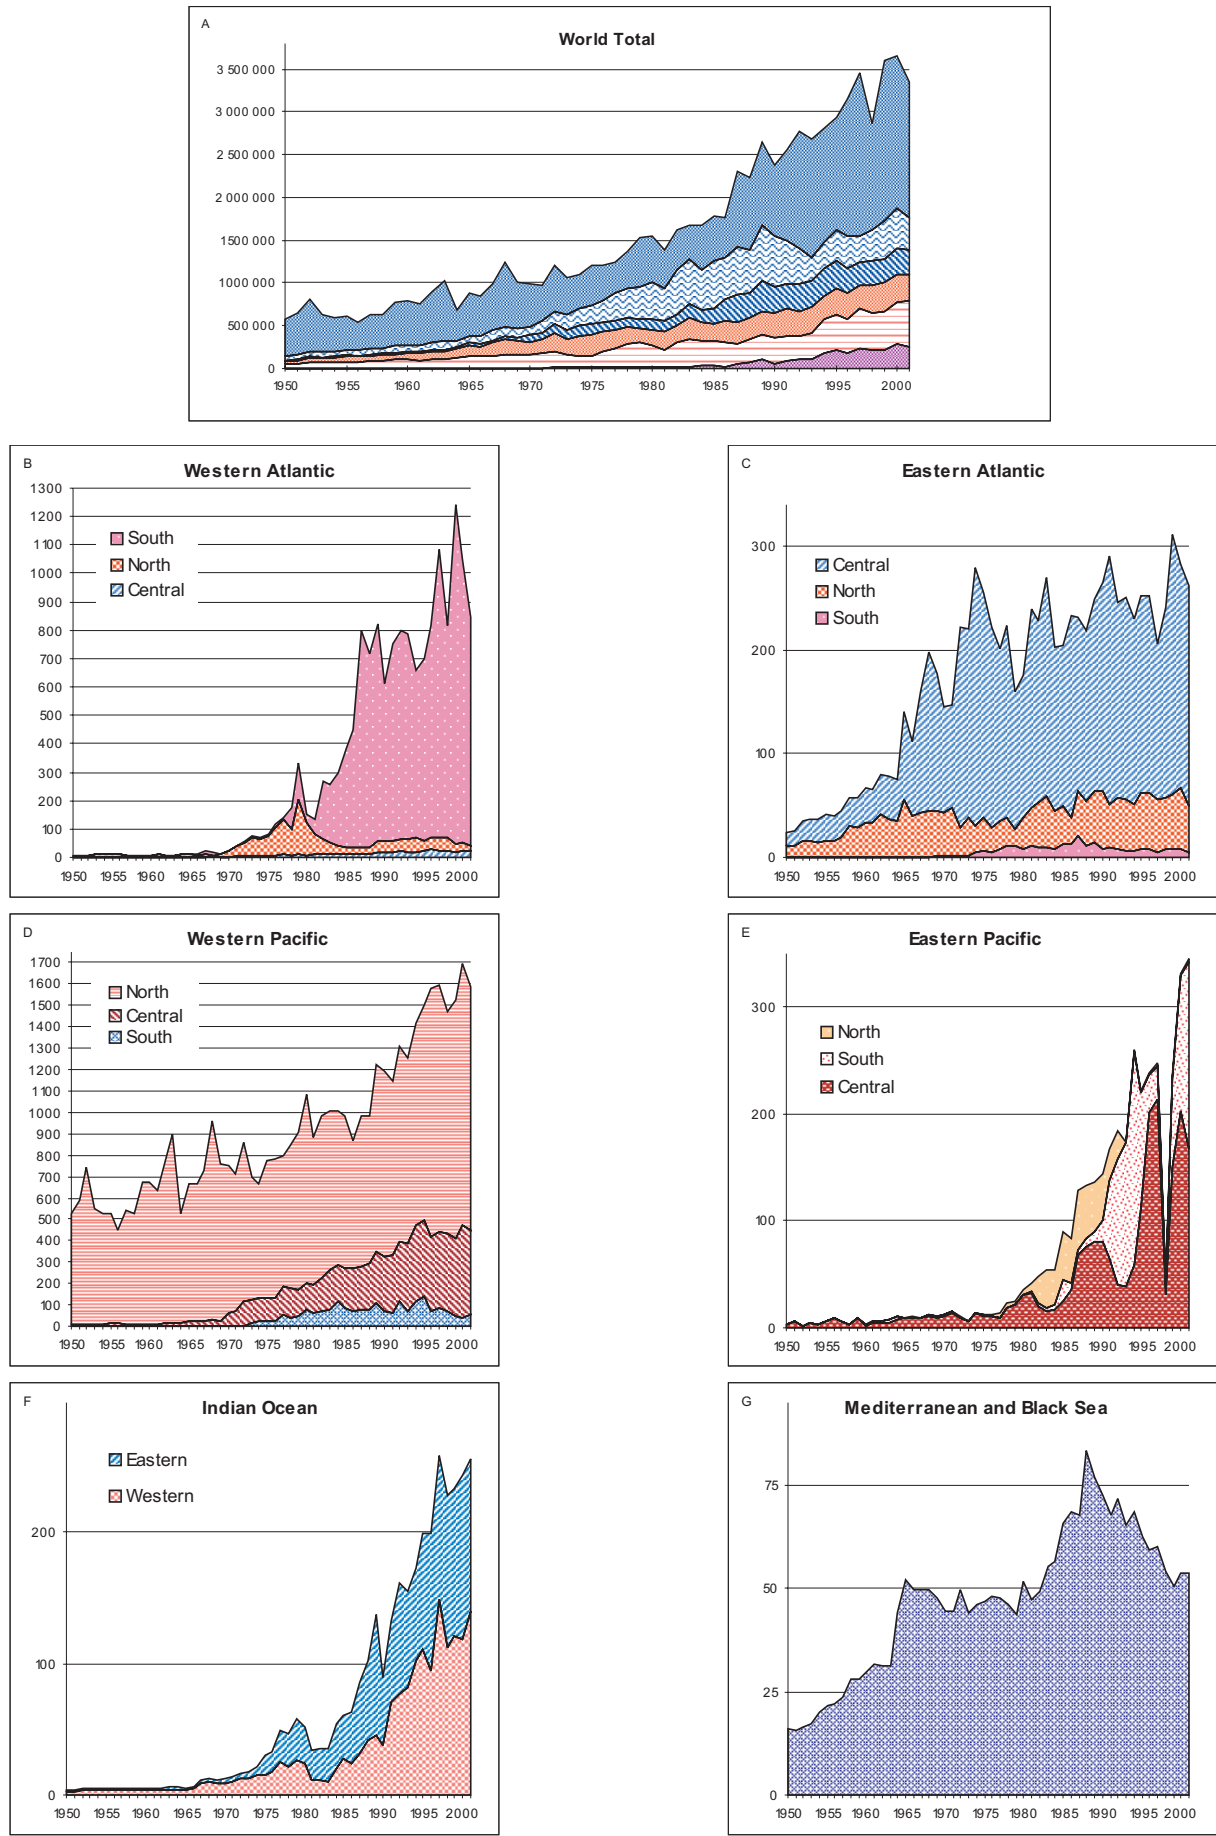 A
World Total
3 500 000
3 000 000
2 500 000
2 000 000
1500 000
1000 000
500 000
0
1950 1955 1960 1965 1970 1975 1980 1985 1990 1995 2000
B
Western Atlantic
1300
1200
1100
1000
900
800
700
600
500
400
300
200
100
0
South
North
Central
1950 1955 1960 1965 1970 1975 1980 1985 1990 1995 2000
C
Eastern Atlantic
300
200
100
0
Central
North
South
1950 1955 1960 1965 1970 1975 1980 1985 1990 1995 2000
D
Western Pacific
1700
1600
1500
1400
1300
1200
1100
1000
900
800
700
600
500
400
300
200
100
0
North
Central
South
1950 1955 1960 1965 1970 1975 1980 1985 1990 1995 2000
E
Eastern Pacific
300
200
100
0
North
South
Central
1950 1955 1960 1965 1970 1975 1980 1985 1990 1995 2000
F
Indian Ocean
200
100
0
Eastern
Western
1950 1955 1960 1965 1970 1975 1980 1985 1990 1995 2000
G
Mediterranean and Black Sea
75
50
25
0
1950 1955 1960 1965 1970 1975 1980 1985 1990 1995 2000